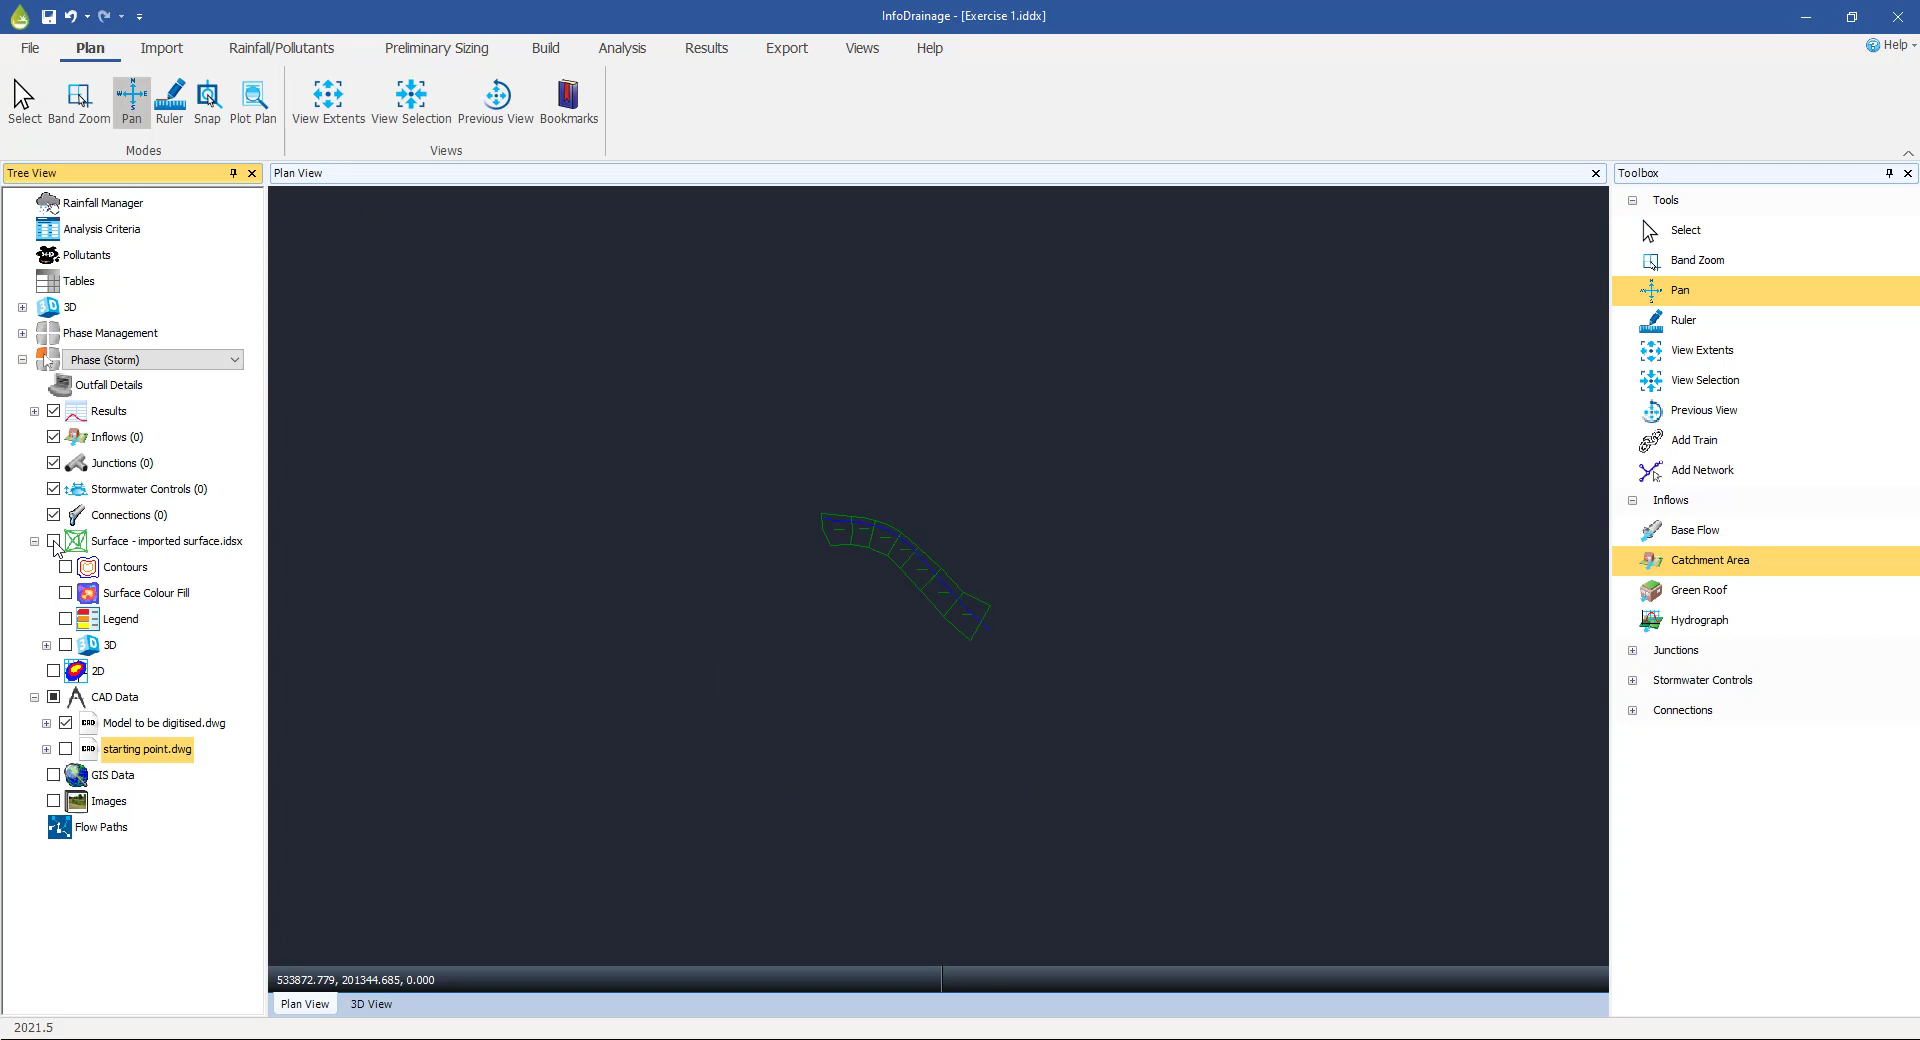 InfoDrainage - [Exercise 1.iddx]
File Plan Import Rainfall/Pollutants Preliminary Sizing Build Analysis Results Export Views Help
Help
Select Band Zoom Pan Ruler Snap Plot Plan View Extents View Selection Previous View Bookmarks
Modes Views
Tree View
Rainfall Manager
Analysis Criteria
Pollutants
Tables
3D
Phase Management
Phase (Storm)
Outfall Details
Results
Inflows (0)
Junctions (0)
Stormwater Controls (0)
Connections (0)
Surface - imported surface.idsx
Contours
Surface Colour Fill
Legend
3D
2D
CAD Data
Model to be digitised.dwg
starting point.dwg
GIS Data
Images
Flow Paths
Plan View
533872.779, 201344.685, 0.000
Plan View 3D View
Toolbox
Tools
Select
Band Zoom
Pan
Ruler
View Extents
View Selection
Previous View
Add Train
Add Network
Inflows
Base Flow
Catchment Area
Green Roof
Hydrograph
Junctions
Stormwater Controls
Connections
2021.5